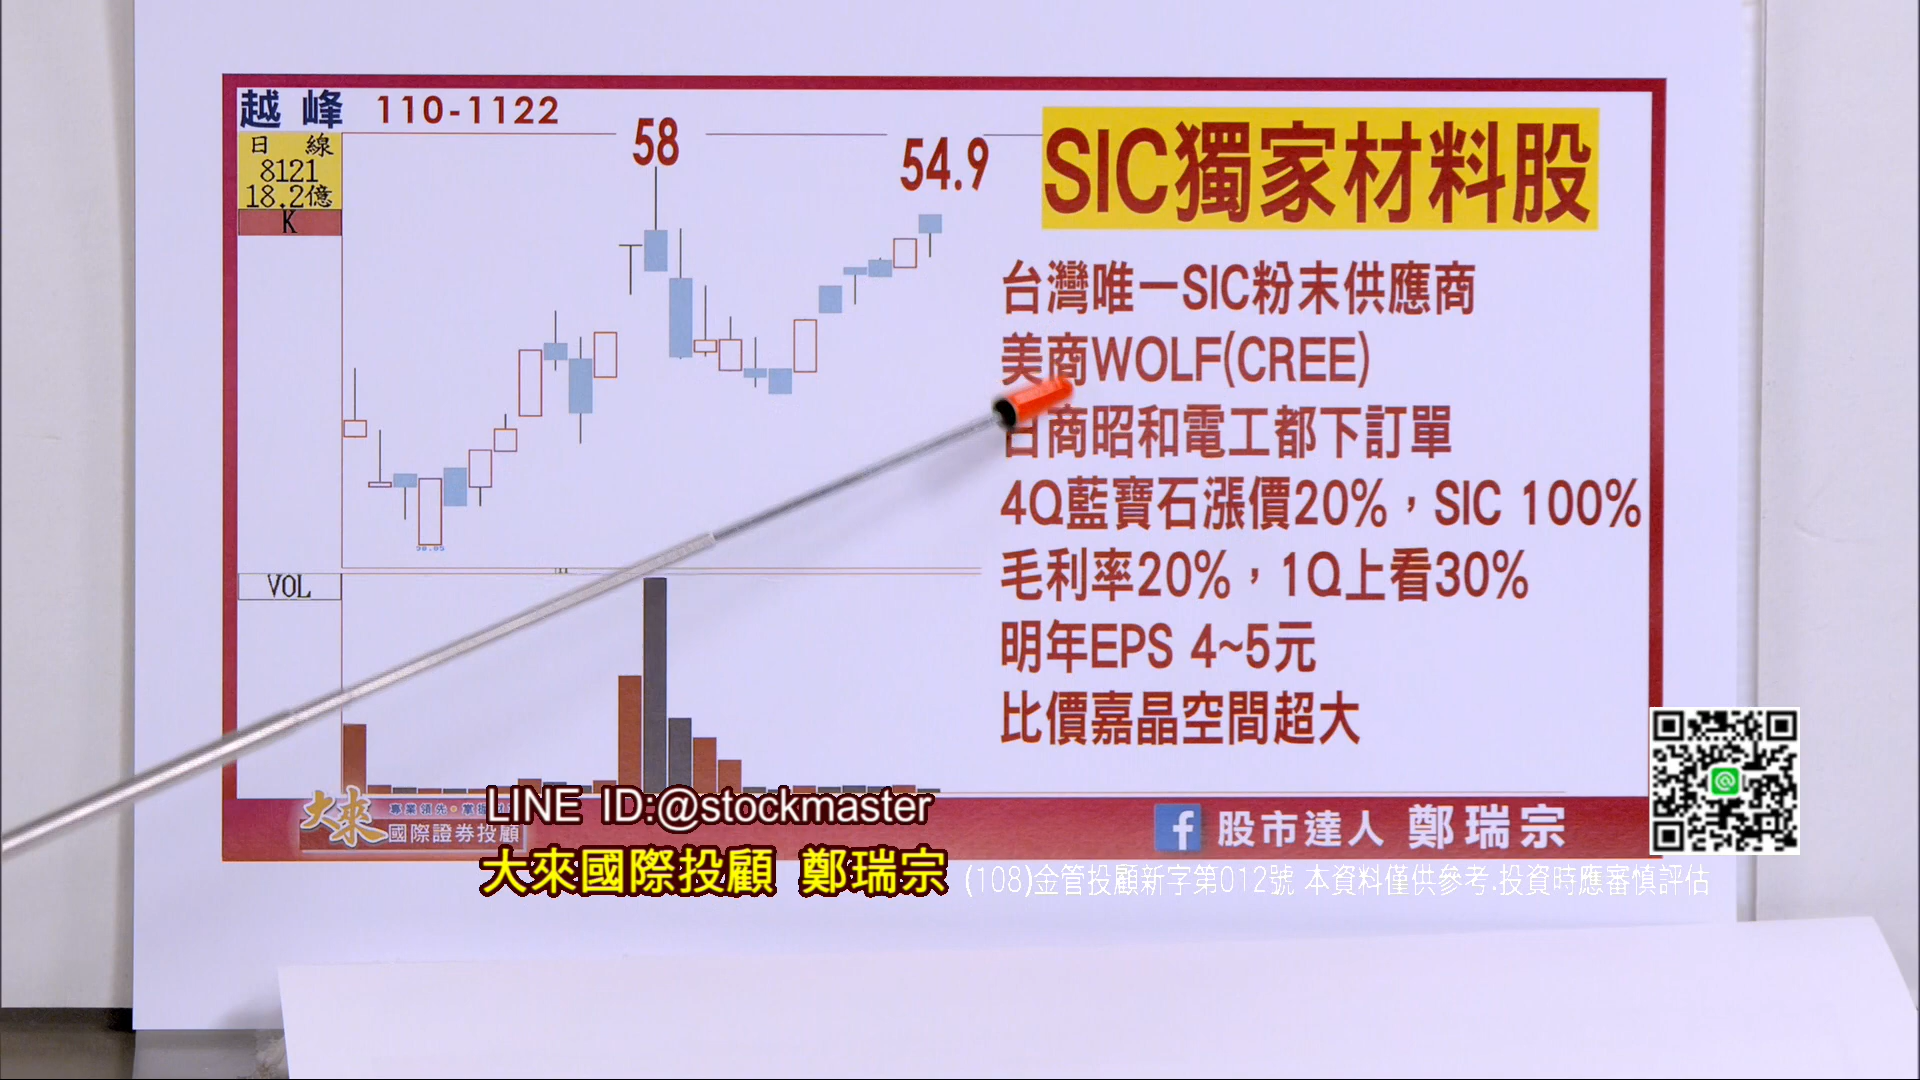 越峰 110-1122
日 線
8121
18.2億
K
58
54.9
SIC獨家材料股
台灣唯一SIC粉末供應商
美商WOLF(CREE)
日商昭和電工都下訂單
4Q藍寶石漲價20%，SIC 100%
毛利率20%，1Q上看30%
明年EPS 4~5元
比價嘉晶空間超大
VOL
大來
專業領先·掌握
國際證券投顧
LINE ID:@stockmaster
股市達人 鄭瑞宗
大來國際投顧 鄭瑞宗
(108)金管投顧新字第012號 本資料僅供參考.投資時應審慎評估